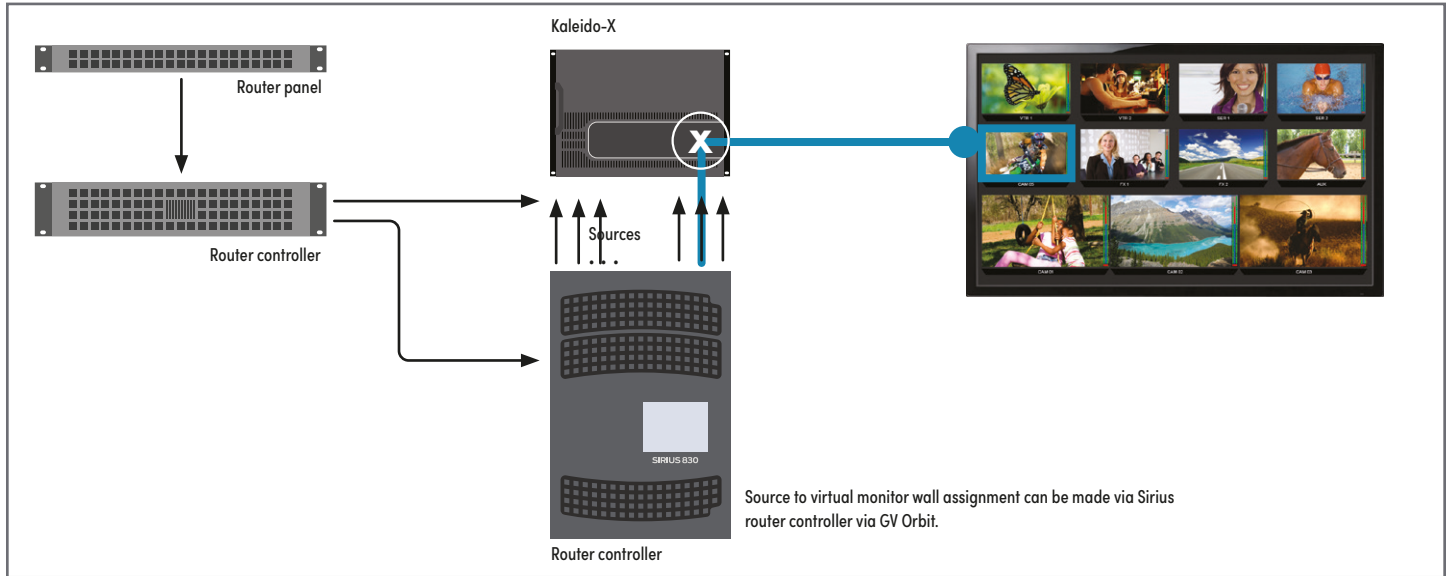 Kaleido-X
Router panel
X
VTR 1
VTR 2
SER 1
SER 2
CAM 05
TX 1
TX 2
AUX
Router controller
Sources
...
CAM 01
CAM 02
CAM 03
SIRIUS 830
Source to virtual monitor wall assignment can be made via Sirius
router controller via GV Orbit.
Router controller